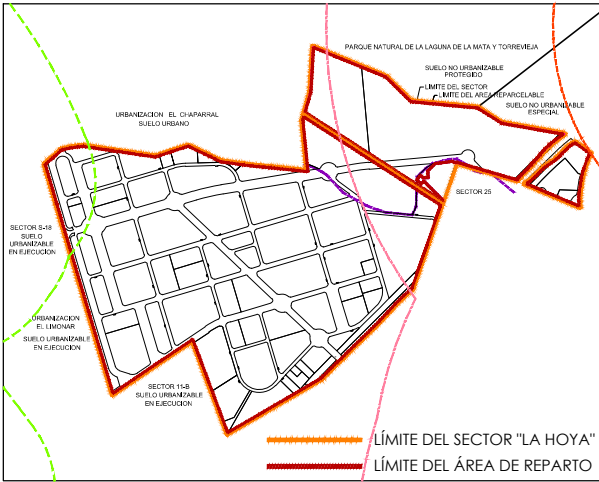 PARQUE NATURAL DE LA LAGUNA DE LA MATA Y TORREVIEJA
SUELO NO URBANIZABLE
PROTEGIDO
LIMITE DEL SECTOR
LIMITE DEL AREA REPARCELABLE
SUELO NO URBANIZABLE
ESPECIAL
URBANIZACION EL CHAPARRAL
SUELO URBANO
SECTOR 25
SECTOR S-18
SUELO
URBANIZABLE
EN EJECUCION
URBANIZACION
EL LIMONAR
SUELO URBANIZABLE
EN EJECUCION
SECTOR 11-B
SUELO URBANIZABLE
EN EJECUCION
LÍMITE DEL SECTOR "LA HOYA"
LÍMITE DEL ÁREA DE REPARTO